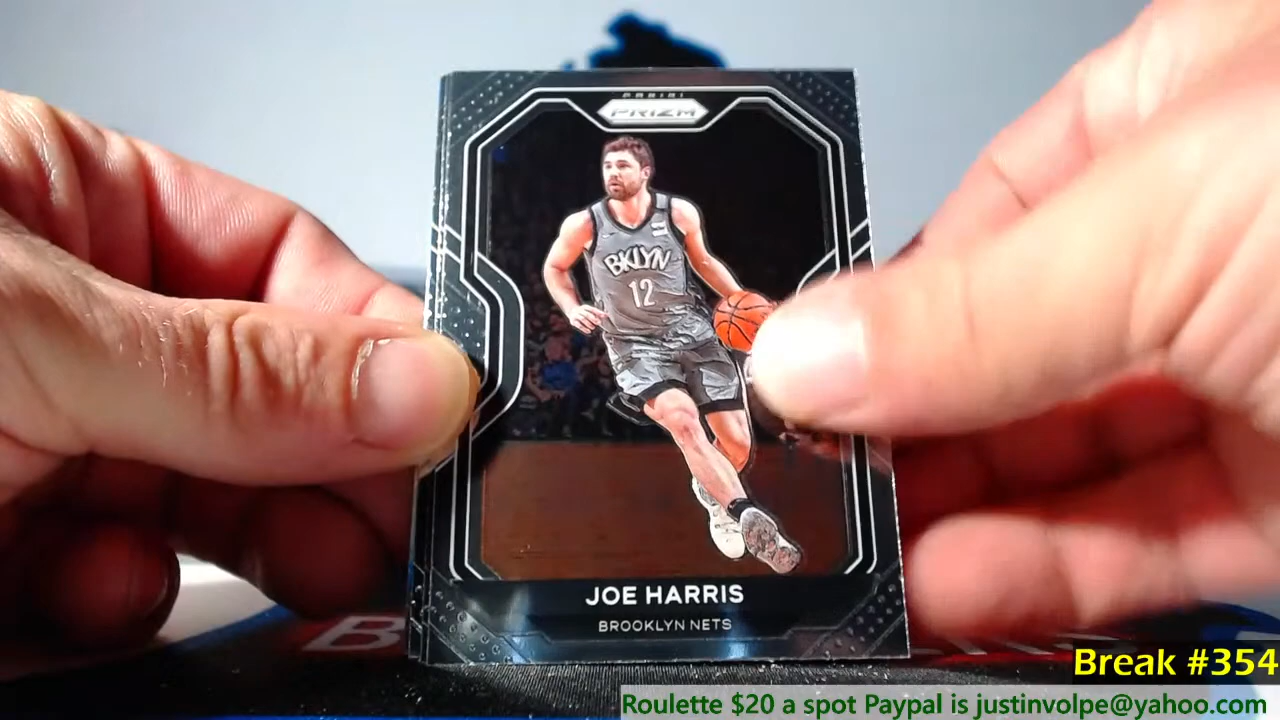 PANINI
PRIZM
BKLYN
12
JOE HARRIS
BROOKLYN NETS
B
Break #354
Roulette $20 a spot Paypal is justinvolpe@yahoo.com